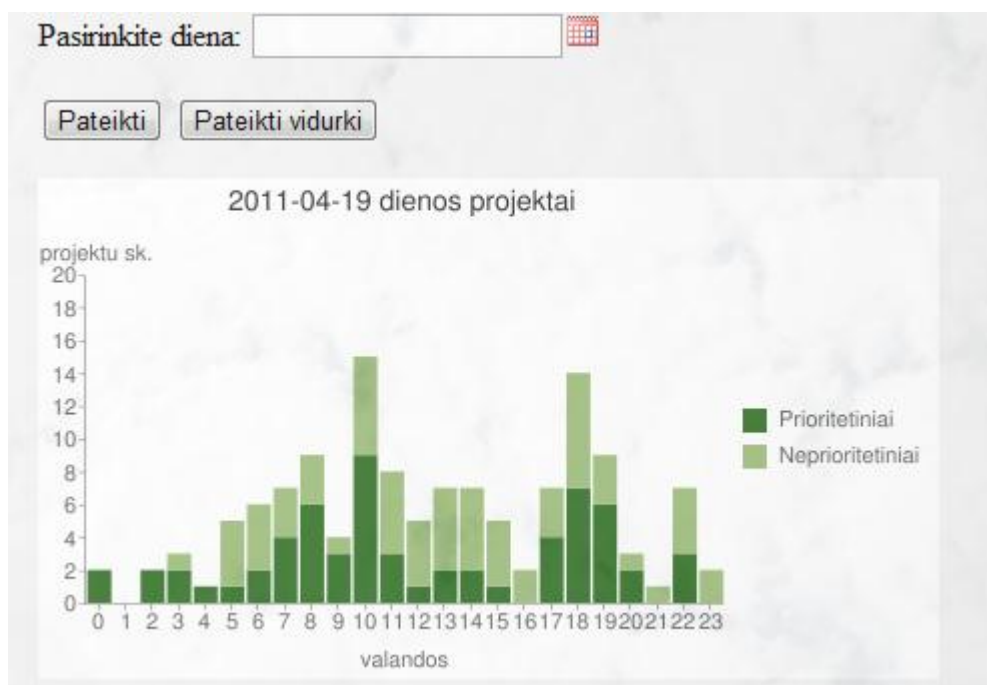 Pasirinkite diena:
Pateikti Pateikti vidurki
2011-04-19 dienos projektai
projektu sk.
20
18
16
14
12
10
8
6
4
2
0
0 1 2 3 4 5 6 7 8 9 10 11 12 13 14 15 16 17 18 19 20 21 22 23
valandos
Prioritetiniai
Neprioritetiniai